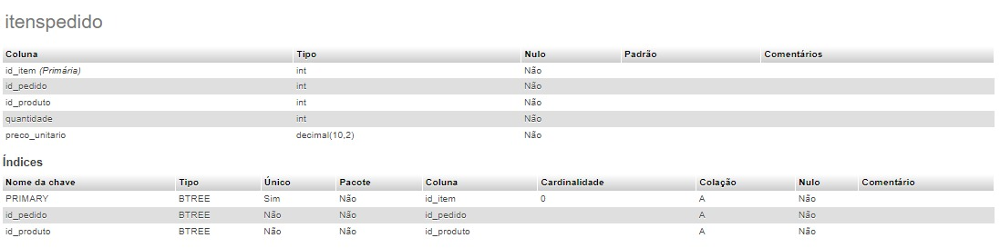 itenspedido
Coluna Tipo Nulo Padrão Comentários
id_item (Primária) int Não
id_pedido int Não
id_produto int Não
quantidade int Não
preco_unitario decimal(10,2) Não
Índices
Nome da chave Tipo Único Pacote Coluna Cardinalidade Colação Nulo Comentário
PRIMARY BTREE Sim Não id_item 0 A Não
id_pedido BTREE Não Não id_pedido A Não
id_produto BTREE Não Não id_produto A Não